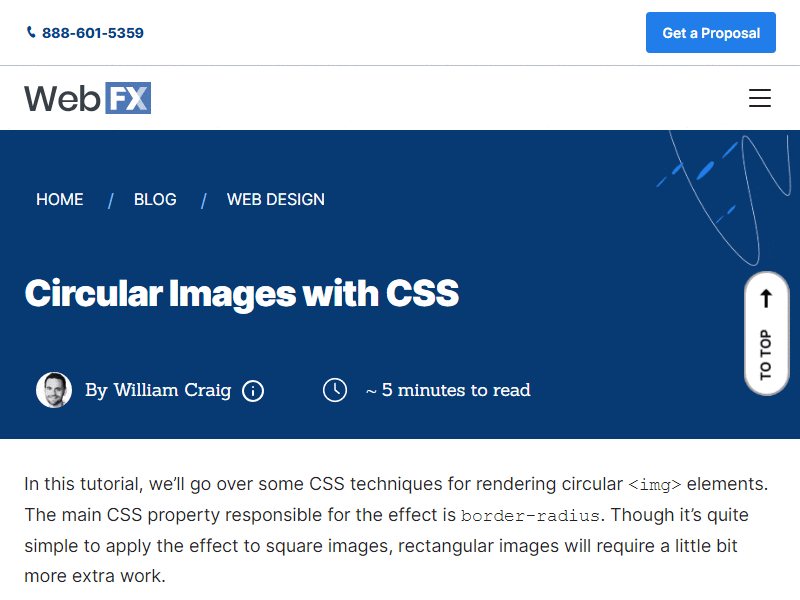 888-601-5359
Get a Proposal
WebFX
HOME / BLOG / WEB DESIGN
Circular Images with CSS
TO TOP
By William Craig
~ 5 minutes to read
In this tutorial, we’ll go over some CSS techniques for rendering circular <img> elements.
The main CSS property responsible for the effect is border-radius. Though it’s quite
simple to apply the effect to square images, rectangular images will require a little bit
more extra work.